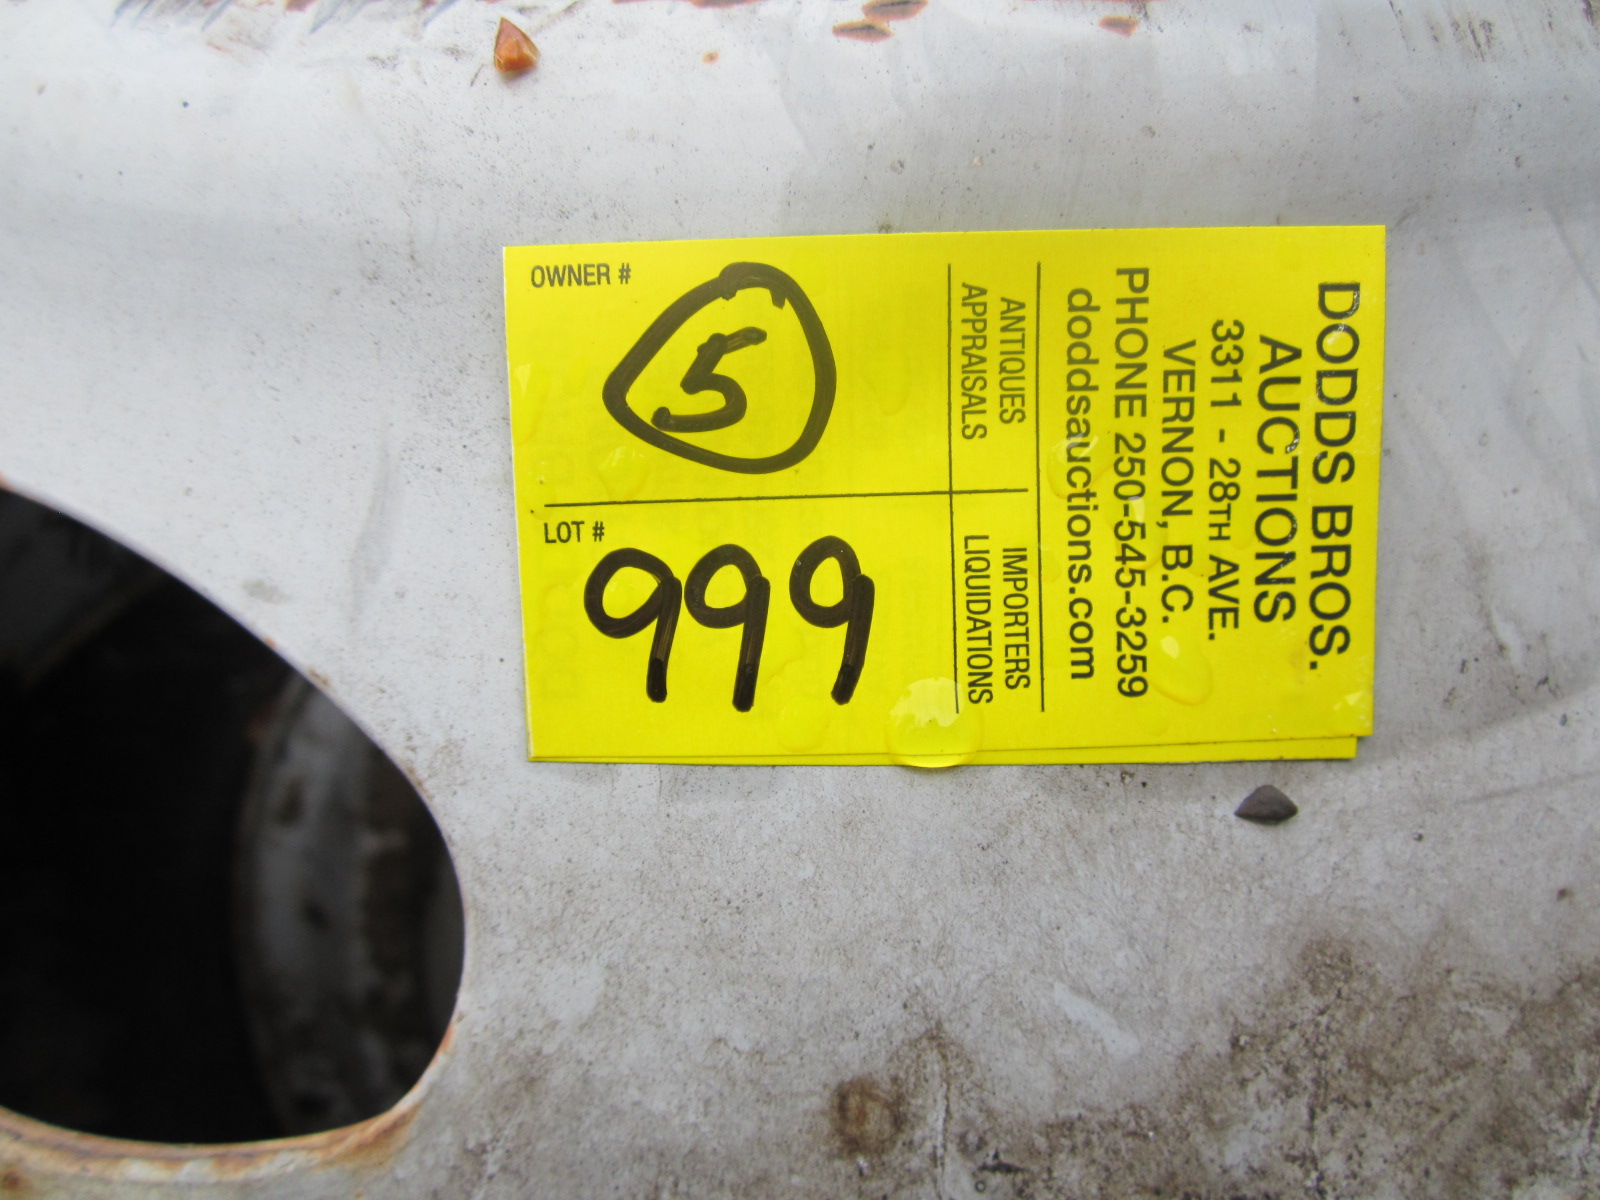 DODDS BROS.
AUCTIONS
3311 - 28TH AVE.
VERNON, B.C.
PHONE 250-545-3259
doddsauctions.com
ANTIQUES
APPRAISALS
IMPORTERS
LIQUIDATIONS
OWNER #
5
LOT #
999